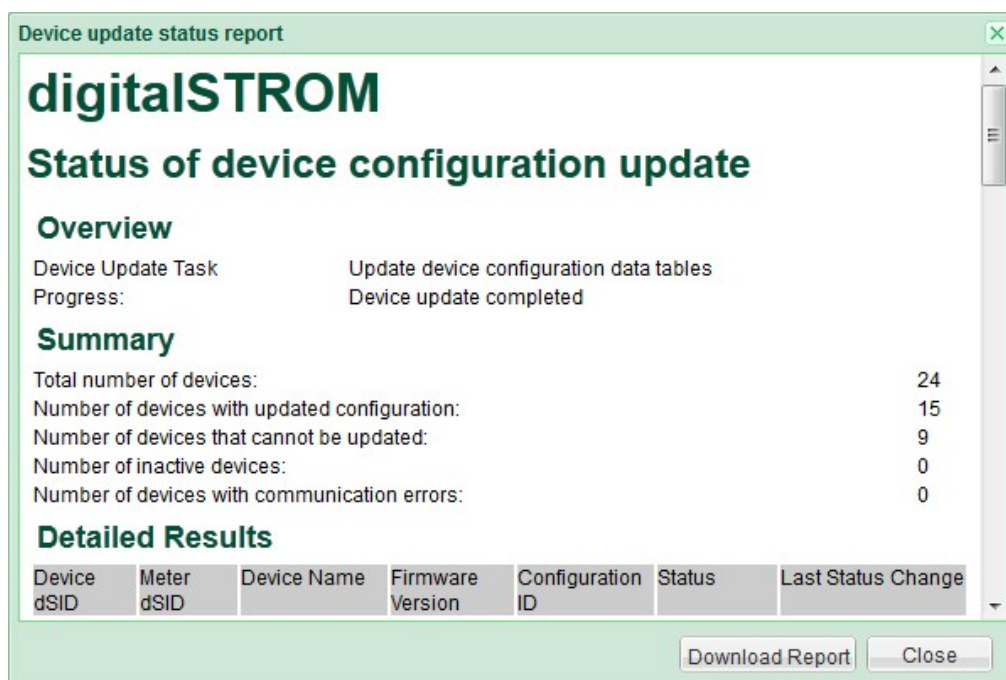 Device update status report
digitalSTROM
Status of device configuration update
Overview
Device Update Task Update device configuration data tables
Progress: Device update completed
Summary
Total number of devices: 24
Number of devices with updated configuration: 15
Number of devices that cannot be updated: 9
Number of inactive devices: 0
Number of devices with communication errors: 0
Detailed Results
Device dSID Meter dSID Device Name Firmware Version Configuration ID Status Last Status Change
Download Report Close